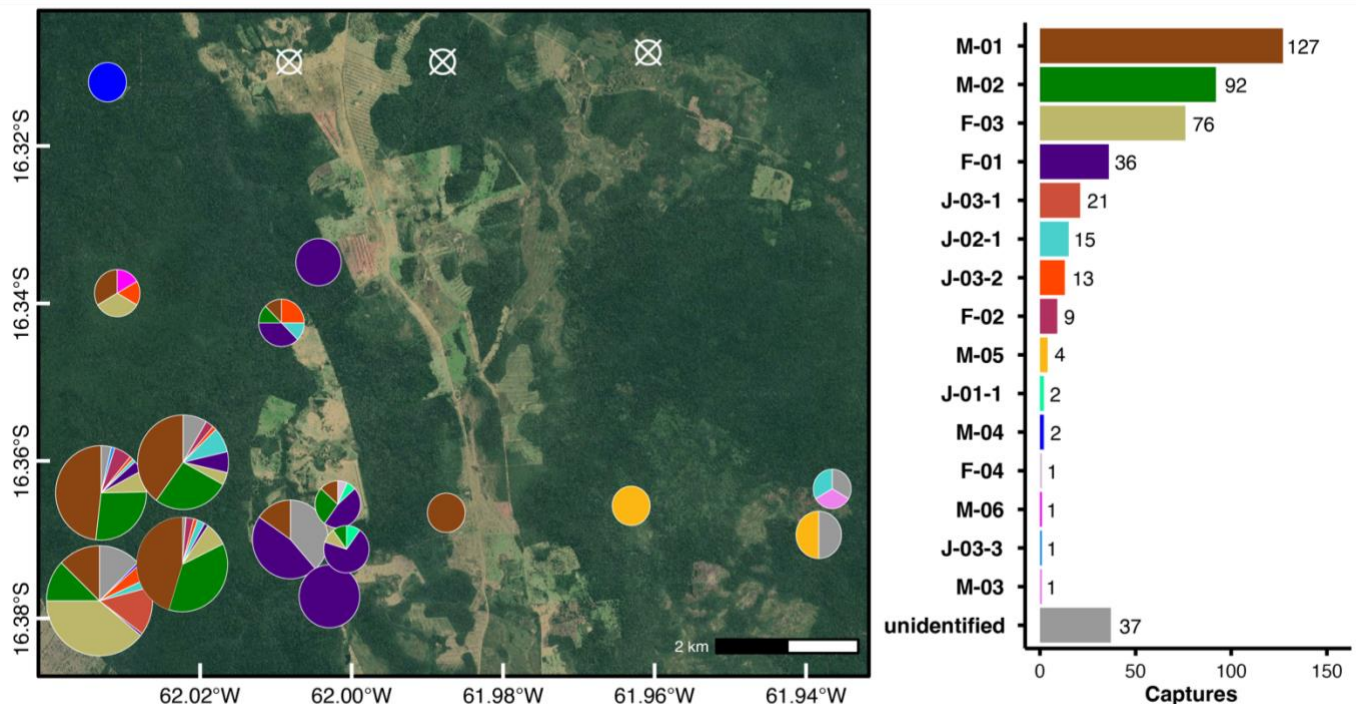 16.32°S
16.34°S
16.36°S
16.38°S
2 km
62.02°W 62.00°W 61.98°W 61.96°W 61.94°W
M-01 127
M-02 92
F-03 76
F-01 36
J-03-1 21
J-02-1 15
J-03-2 13
F-02 9
M-05 4
J-01-1 2
M-04 2
F-04 1
M-06 1
J-03-3 1
M-03 1
unidentified 37
0 50 100 150
Captures